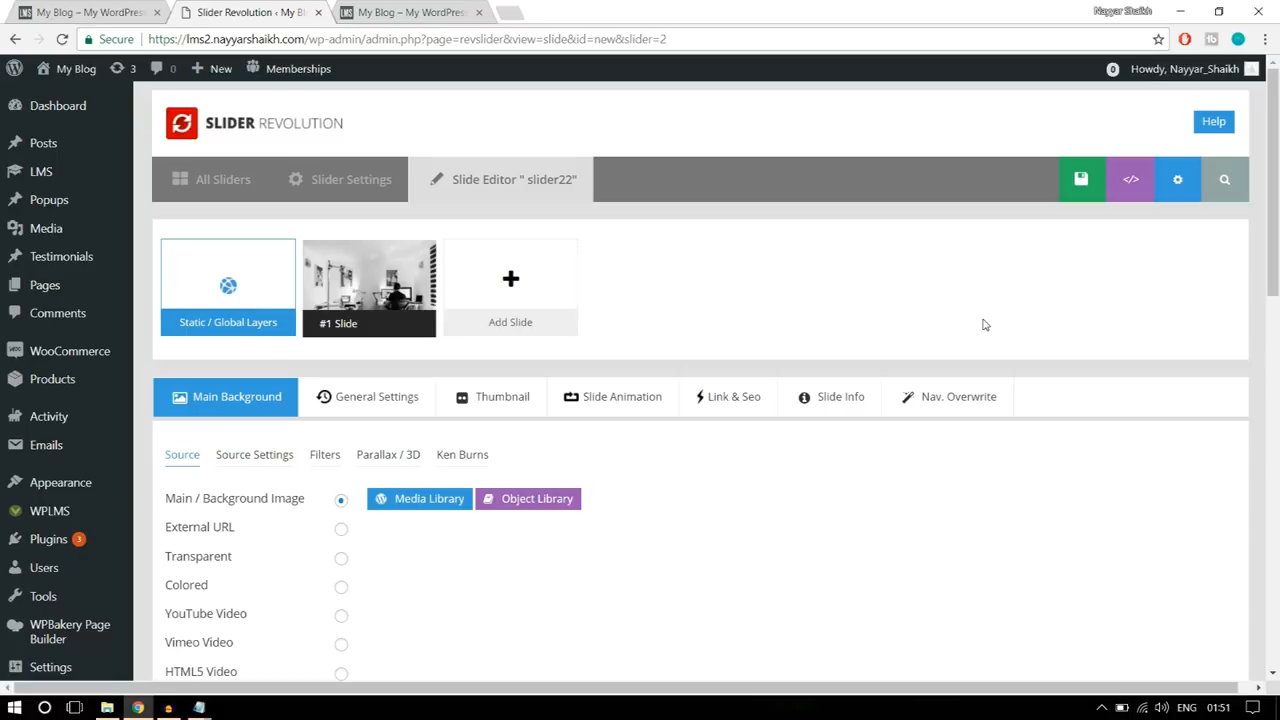 My Blog – My WordPress
Slider Revolution ‹ My Bl
My Blog – My WordPress
Nayyar Shaikh
Secure
https://lms2.nayyarshaikh.com/wp-admin/admin.php?page=revslider&view=slide&id=new&slider=2
My Blog
3
0
New
Memberships
0
Howdy, Nayyar_Shaikh
Dashboard
Posts
LMS
Popups
Media
Testimonials
Pages
Comments
WooCommerce
Products
Activity
Emails
Appearance
WPLMS
Plugins 3
Users
Tools
WPBakery Page
Builder
Settings
SLIDER REVOLUTION
Help
All Sliders
Slider Settings
Slide Editor " slider22"
</>
Static / Global Layers
#1 Slide
Add Slide
Main Background
General Settings
Thumbnail
Slide Animation
Link & Seo
Slide Info
Nav. Overwrite
Source
Source Settings
Filters
Parallax / 3D
Ken Burns
Main / Background Image
Media Library
Object Library
External URL
Transparent
Colored
YouTube Video
Vimeo Video
HTML5 Video
ENG
01:51